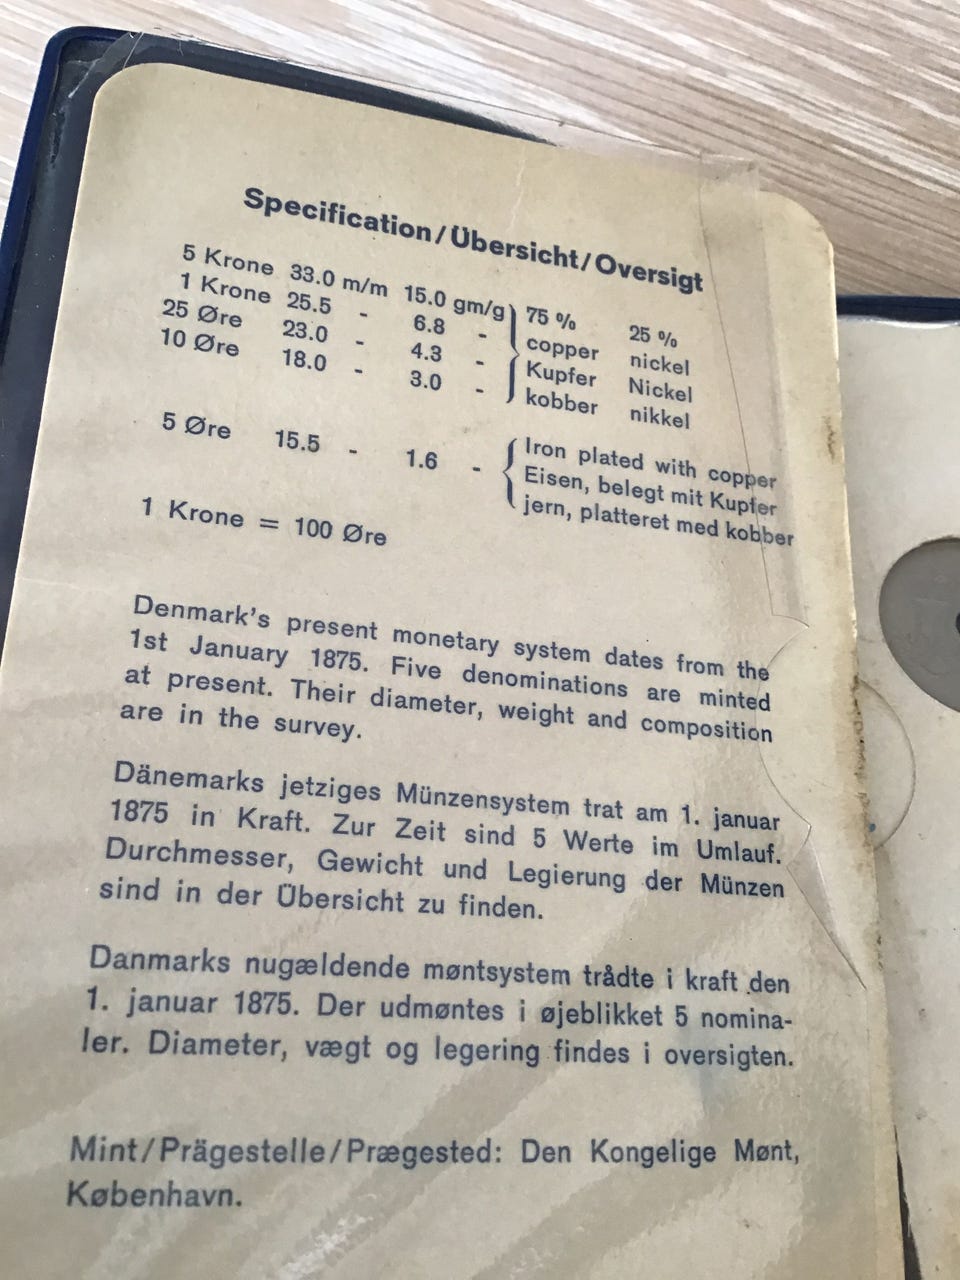 Specification/Übersicht/Oversigt
5 Krone 33.0 m/m 15.0 gm/g) 75 % 25 %
1 Krone 25.5 - 6.8 - copper nickel
25 Øre 23.0 - 4.3 - Kupfer Nickel
10 Øre 18.0 - 3.0 - kobber nikkel
5 Øre 15.5 - 1.6 - { Iron plated with copper
Eisen, belegt mit Kupfer
jern, platteret med kobber
1 Krone = 100 Øre
Denmark's present monetary system dates from the
1st January 1875. Five denominations are minted
at present. Their diameter, weight and composition
are in the survey.
Dänemarks jetziges Münzensystem trat am 1. januar
1875 in Kraft. Zur Zeit sind 5 Werte im Umlauf.
Durchmesser, Gewicht und Legierung der Münzen
sind in der Übersicht zu finden.
Danmarks nugældende møntsystem trådte i kraft den
1. januar 1875. Der udmøntes i øjeblikket 5 nomina-
ler. Diameter, vægt og legering findes i oversigten.
Mint/Prägestelle/Prægested: Den Kongelige Mønt,
København.